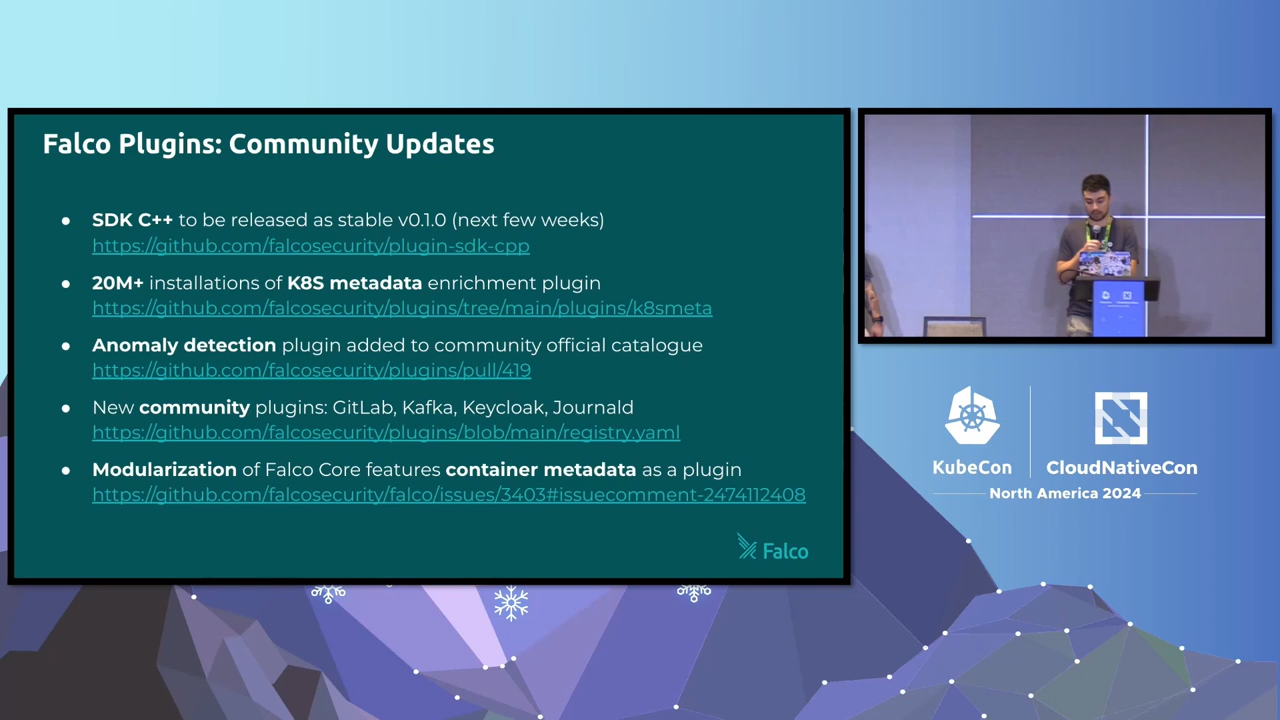 Falco Plugins: Community Updates
● SDK C++ to be released as stable v0.1.0 (next few weeks)
https://github.com/falcosecurity/plugin-sdk-cpp
● 20M+ installations of K8S metadata enrichment plugin
https://github.com/falcosecurity/plugins/tree/main/plugins/k8smeta
● Anomaly detection plugin added to community official catalogue
https://github.com/falcosecurity/plugins/pull/419
● New community plugins: GitLab, Kafka, Keycloak, Journald
https://github.com/falcosecurity/plugins/blob/main/registry.yaml
● Modularization of Falco Core features container metadata as a plugin
https://github.com/falcosecurity/falco/issues/3403#issuecomment-2474112408
Falco
KubeCon
CloudNativeCon
North America 2024